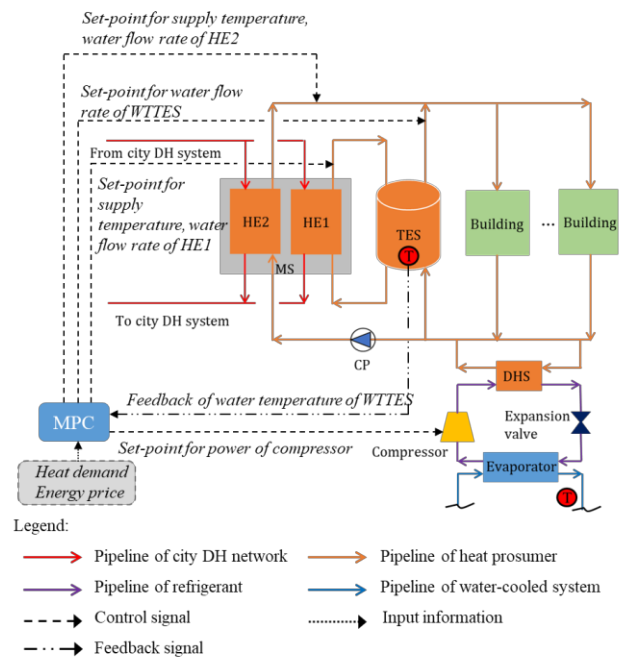 Set-point for supply temperature,
water flow rate of HE2
Set-point for water flow
rate of WTTES
From city DH system
Set-point for
supply
temperature, water
flow rate of HE1
HE2
HE1
MS
TES
T
Building
...
Building
To city DH system
CP
DHS
Feedback of water temperature of WTTES
MPC
Set-point for power of compressor
Compressor
Expansion
valve
Evaporator
T
Heat demand
Energy price
Legend:
Pipeline of city DH network
Pipeline of heat prosumer
Pipeline of refrigerant
Pipeline of water-cooled system
Control signal
Input information
Feedback signal